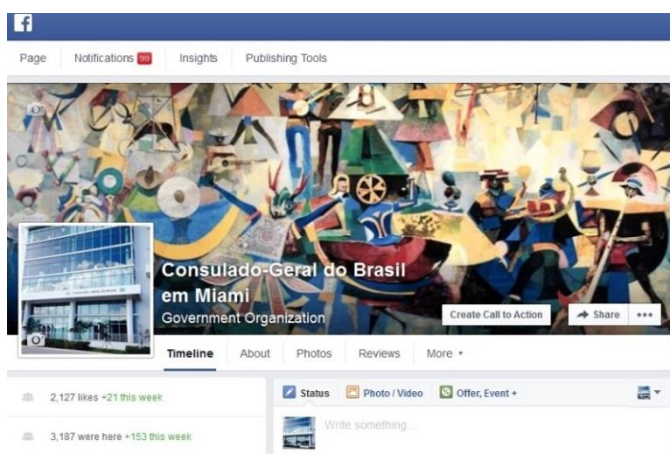 f
Page Notifications 99 Insights Publishing Tools
Consulado-Geral do Brasil
em Miami
Government Organization
Create Call to Action Share •••
Timeline About Photos Reviews More
2,127 likes +21 this week
Status Photo / Video Offer, Event +
3,187 were here +153 this week
Write something...